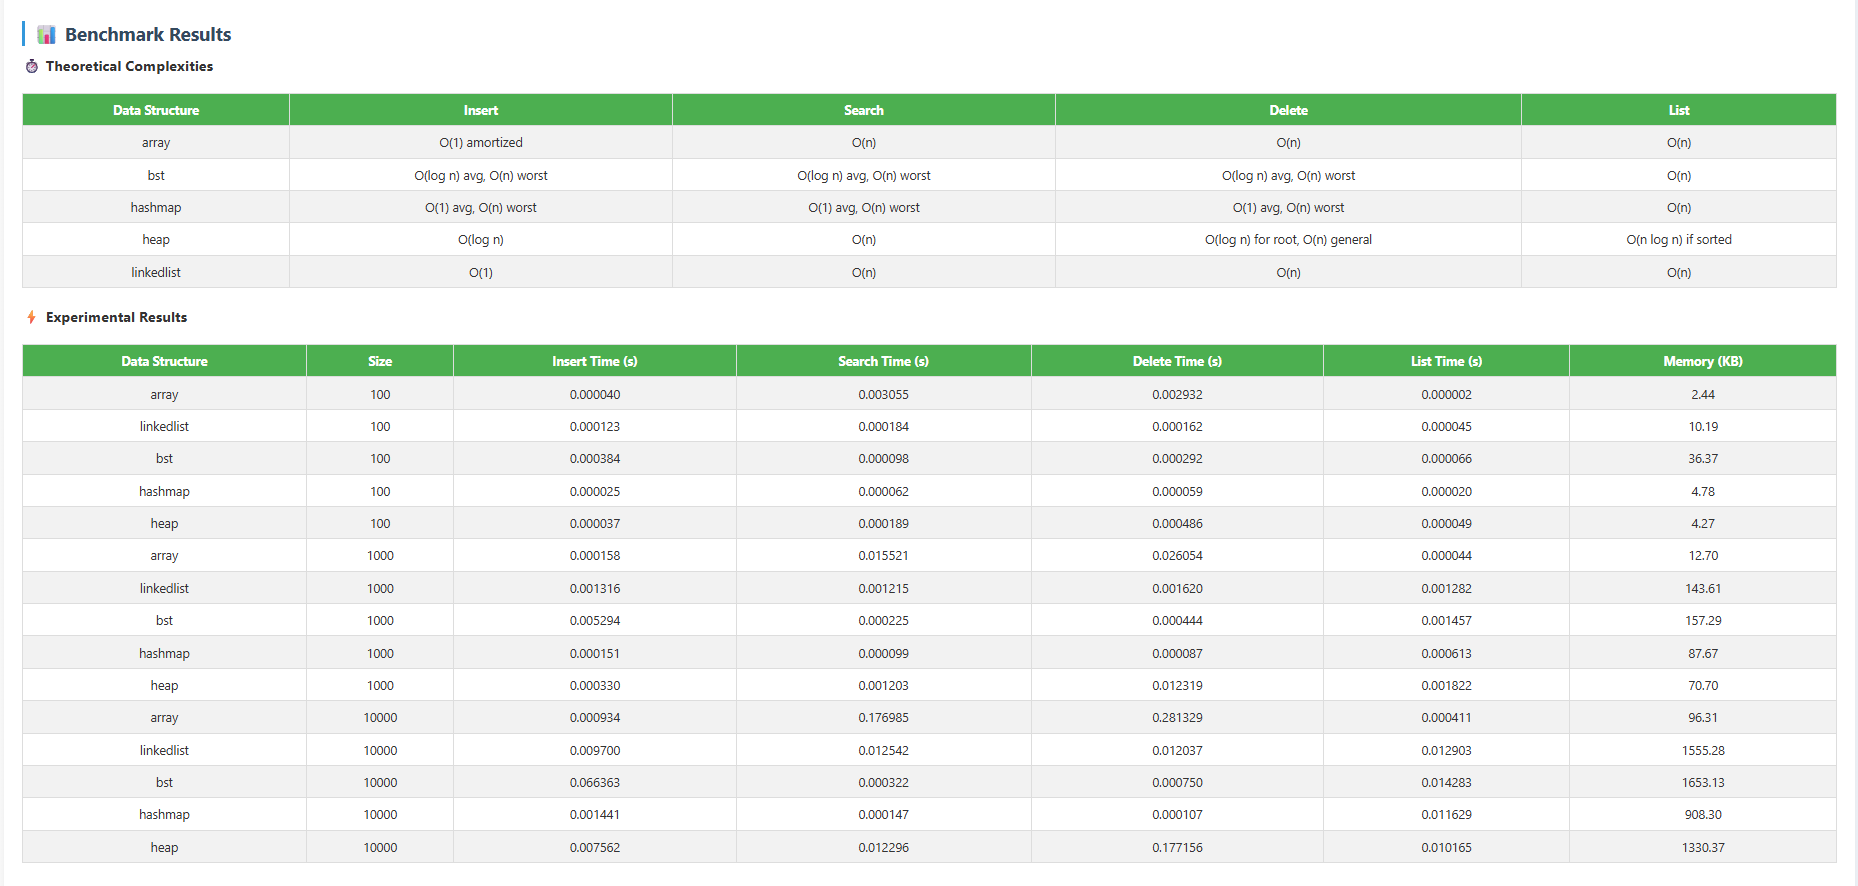 Benchmark Results
Theoretical Complexities
Data Structure Insert Search Delete List
array O(1) amortized O(n) O(n) O(n)
bst O(log n) avg, O(n) worst O(log n) avg, O(n) worst O(log n) avg, O(n) worst O(n)
hashmap O(1) avg, O(n) worst O(1) avg, O(n) worst O(1) avg, O(n) worst O(n)
heap O(log n) O(n) O(log n) for root, O(n) general O(n log n) if sorted
linkedlist O(1) O(n) O(n) O(n)
Experimental Results
Data Structure Size Insert Time (s) Search Time (s) Delete Time (s) List Time (s) Memory (KB)
array 100 0.000040 0.003055 0.002932 0.000002 2.44
linkedlist 100 0.000123 0.000184 0.000162 0.000045 10.19
bst 100 0.000384 0.000098 0.000292 0.000066 36.37
hashmap 100 0.000025 0.000062 0.000059 0.000020 4.78
heap 100 0.000037 0.000189 0.000486 0.000049 4.27
array 1000 0.000158 0.015521 0.026054 0.000044 12.70
linkedlist 1000 0.001316 0.001215 0.001620 0.001282 143.61
bst 1000 0.005294 0.000225 0.000444 0.001457 157.29
hashmap 1000 0.000151 0.000099 0.000087 0.000613 87.67
heap 1000 0.000330 0.001203 0.012319 0.001822 70.70
array 10000 0.000934 0.176985 0.281329 0.000411 96.31
linkedlist 10000 0.009700 0.012542 0.012037 0.012903 1555.28
bst 10000 0.066363 0.000322 0.000750 0.014283 1653.13
hashmap 10000 0.001441 0.000147 0.000107 0.011629 908.30
heap 10000 0.007562 0.012296 0.177156 0.010165 1330.37